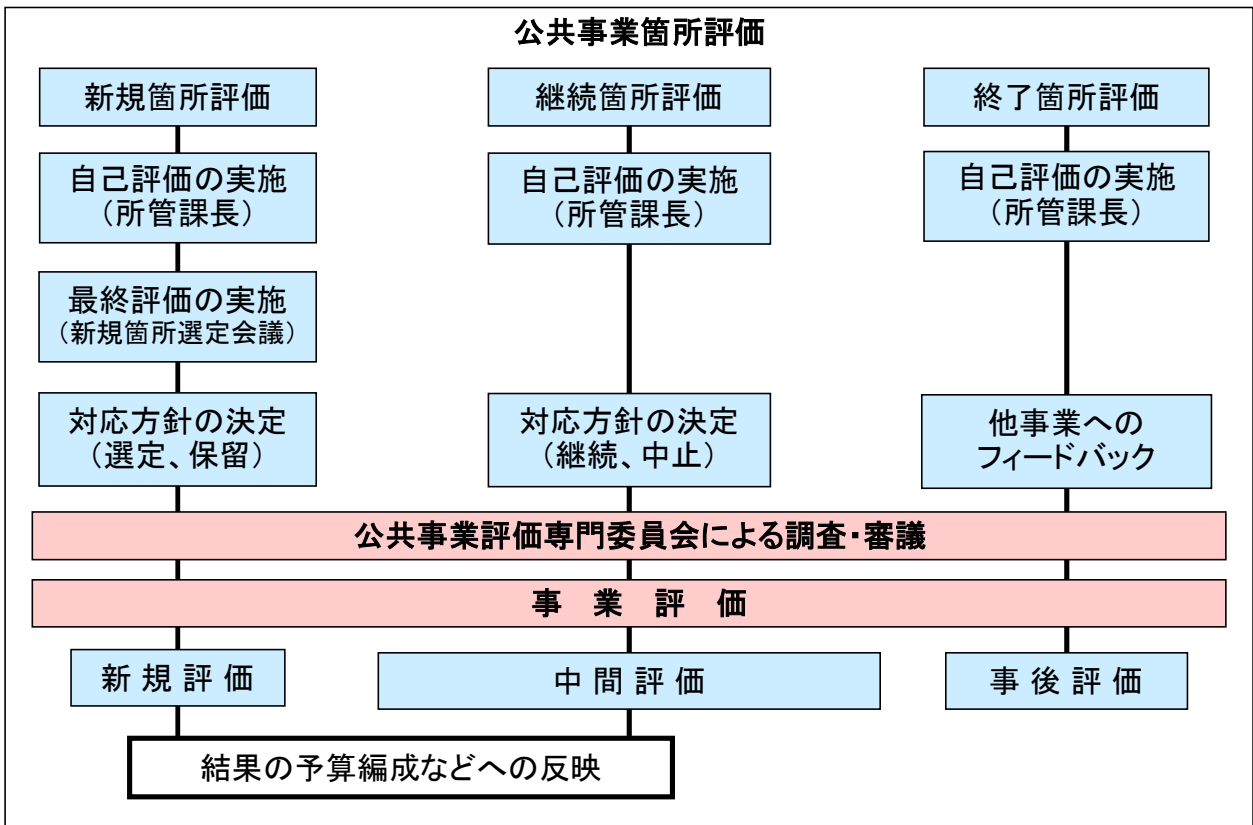 公共事業箇所評価
新規箇所評価
継続箇所評価
終了箇所評価
自己評価の実施
（所管課長）
自己評価の実施
（所管課長）
自己評価の実施
（所管課長）
最終評価の実施
（新規箇所選定会議）
対応方針の決定
（選定、保留）
対応方針の決定
（継続、中止）
他事業への
フィードバック
公共事業評価専門委員会による調査・審議
事　業　評　価
新 規 評 価
中 間 評 価
事 後 評 価
結果の予算編成などへの反映